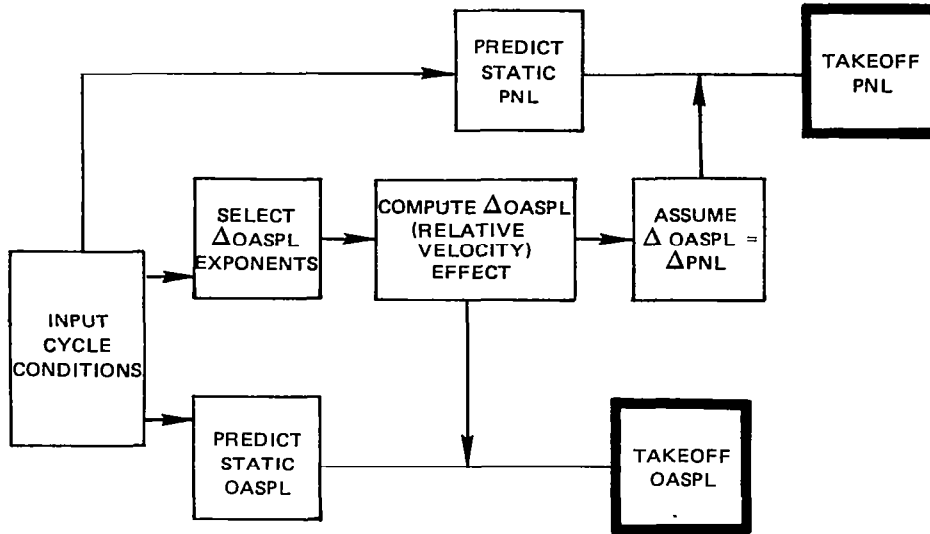 PREDICT
STATIC
PNL
TAKEOFF
PNL
SELECT
ΔOASPL
EXPONENTS
COMPUTE ΔOASPL
(RELATIVE
VELOCITY)
EFFECT
ASSUME
Δ OASPL =
ΔPNL
INPUT
CYCLE
CONDITIONS
PREDICT
STATIC
OASPL
TAKEOFF
OASPL